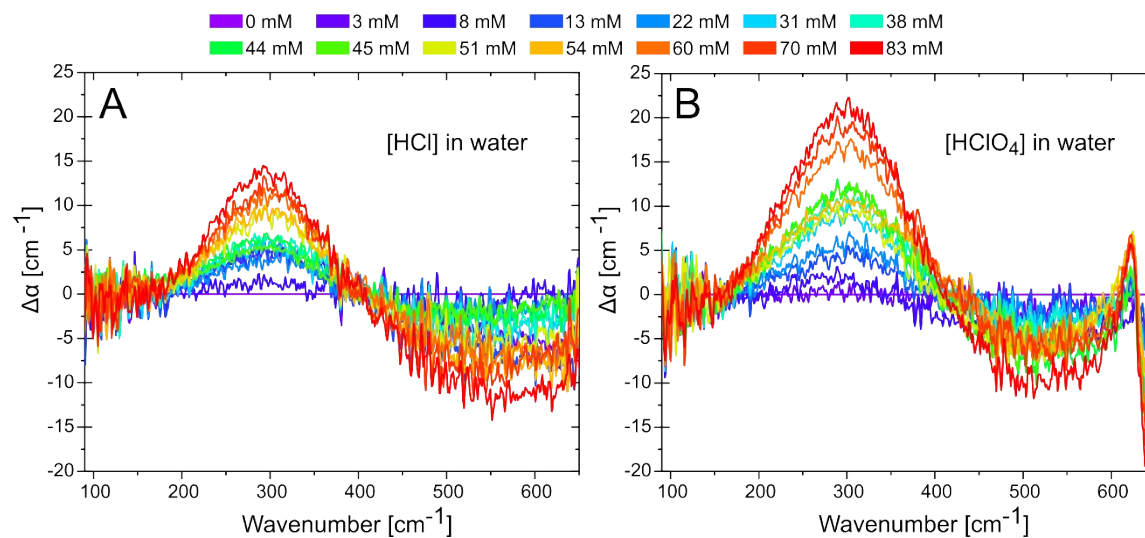 0 mM 3 mM 8 mM 13 mM 22 mM 31 mM 38 mM
44 mM 45 mM 51 mM 54 mM 60 mM 70 mM 83 mM
A
[HCl] in water
25
20
15
10
5
0
-5
-10
-15
-20
Δα [cm⁻¹]
100 200 300 400 500 600
Wavenumber [cm⁻¹]
B
[HClO₄] in water
25
20
15
10
5
0
-5
-10
-15
-20
Δα [cm⁻¹]
100 200 300 400 500 600
Wavenumber [cm⁻¹]